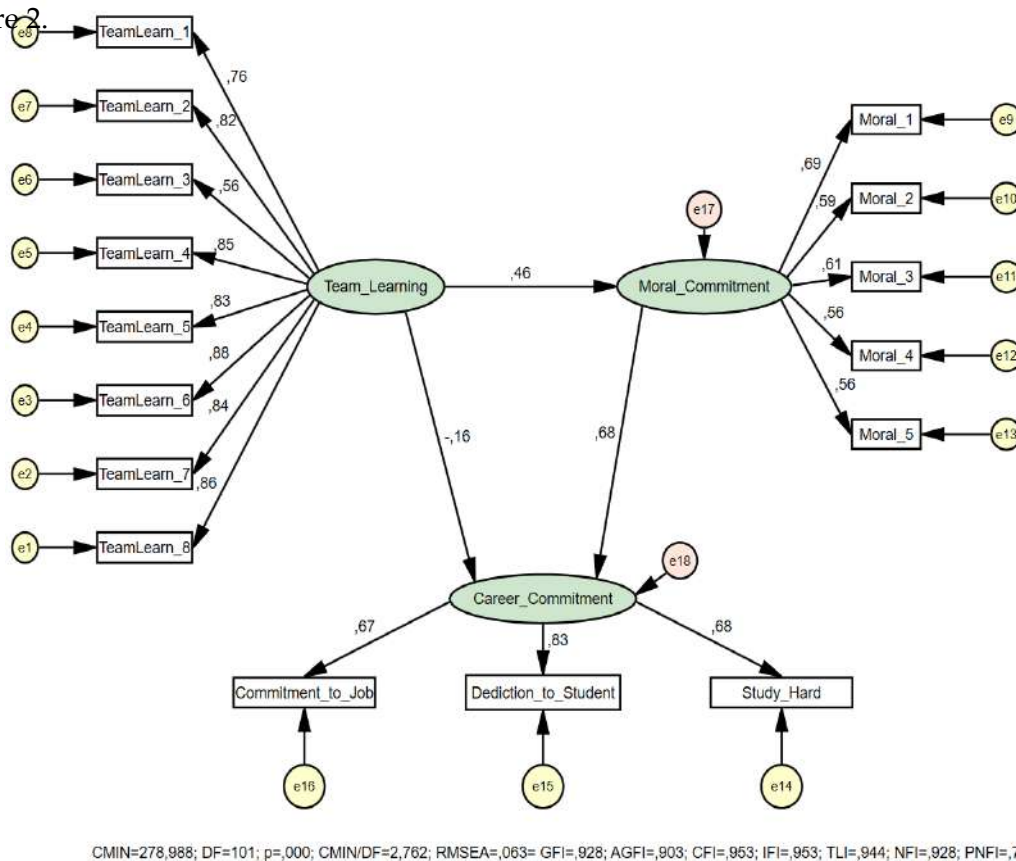 re 2.
e8 TeamLearn_1
,76
e7 TeamLearn_2
,82
e6 TeamLearn_3
,56
e5 TeamLearn_4
,85
e4 TeamLearn_5
,83
e3 TeamLearn_6
,88
e2 TeamLearn_7
,84
e1 TeamLearn_8
,86
Team_Learning
,46
e17
Moral_Commitment
,69
Moral_1 e9
,59
Moral_2 e10
,61
Moral_3 e11
,56
Moral_4 e12
,56
Moral_5 e13
-,16
,68
e18
Career_Commitment
,67
,83
,68
Commitment_to_Job
Dediction_to_Student
Study_Hard
e16
e15
e14
CMIN=278,988; DF=101; p=,000; CMIN/DF=2,762; RMSEA=,063= GFI=,928; AGFI=,903; CFI=,953; IFI=,953; TLI=,944; NFI=,928; PNFI=,7